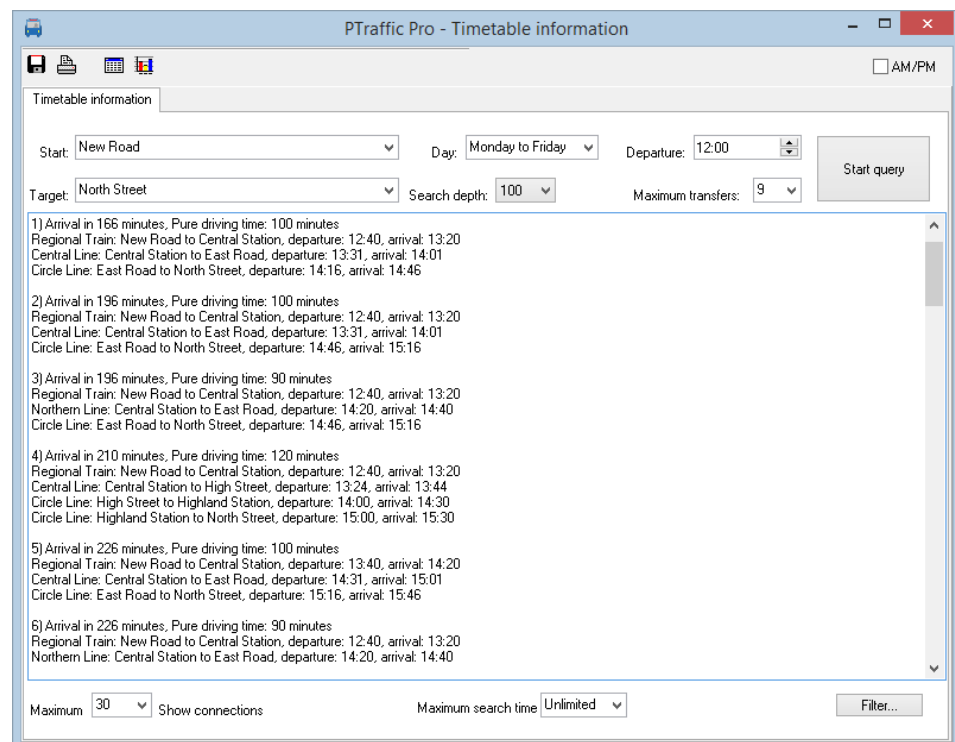 PTraffic Pro - Timetable information
AM/PM
Timetable information
Start: New Road Day: Monday to Friday Departure: 12:00
Start query
Target: North Street Search depth: 100 Maximum transfers: 9
1) Arrival in 166 minutes, Pure driving time: 100 minutes
Regional Train: New Road to Central Station, departure: 12:40, arrival: 13:20
Central Line: Central Station to East Road, departure: 13:31, arrival: 14:01
Circle Line: East Road to North Street, departure: 14:16, arrival: 14:46
2) Arrival in 196 minutes, Pure driving time: 100 minutes
Regional Train: New Road to Central Station, departure: 12:40, arrival: 13:20
Central Line: Central Station to East Road, departure: 13:31, arrival: 14:01
Circle Line: East Road to North Street, departure: 14:46, arrival: 15:16
3) Arrival in 196 minutes, Pure driving time: 90 minutes
Regional Train: New Road to Central Station, departure: 12:40, arrival: 13:20
Northern Line: Central Station to East Road, departure: 14:20, arrival: 14:40
Circle Line: East Road to North Street, departure: 14:46, arrival: 15:16
4) Arrival in 210 minutes, Pure driving time: 120 minutes
Regional Train: New Road to Central Station, departure: 12:40, arrival: 13:20
Central Line: Central Station to High Street, departure: 13:24, arrival: 13:44
Circle Line: High Street to Highland Station, departure: 14:00, arrival: 14:30
Circle Line: Highland Station to North Street, departure: 15:00, arrival: 15:30
5) Arrival in 226 minutes, Pure driving time: 100 minutes
Regional Train: New Road to Central Station, departure: 13:40, arrival: 14:20
Central Line: Central Station to East Road, departure: 14:31, arrival: 15:01
Circle Line: East Road to North Street, departure: 15:16, arrival: 15:46
6) Arrival in 226 minutes, Pure driving time: 90 minutes
Regional Train: New Road to Central Station, departure: 12:40, arrival: 13:20
Northern Line: Central Station to East Road, departure: 14:20, arrival: 14:40
Maximum 30 Show connections Maximum search time Unlimited Filter...